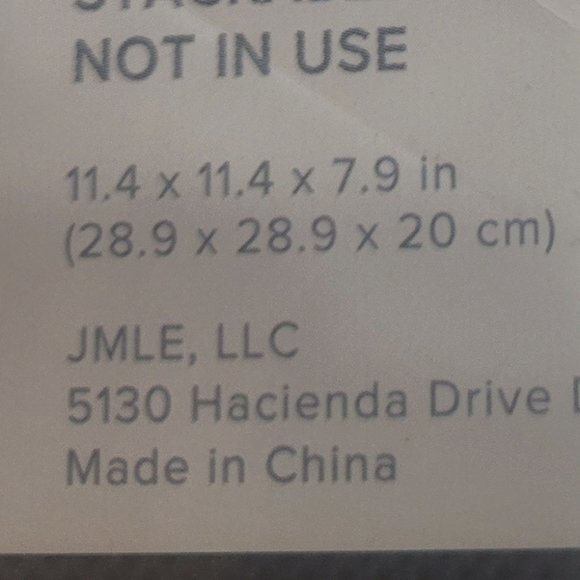 NOT IN USE
11.4 x 11.4 x 7.9 in
(28.9 x 28.9 x 20 cm)
JMLE, LLC
5130 Hacienda Drive
Made in China